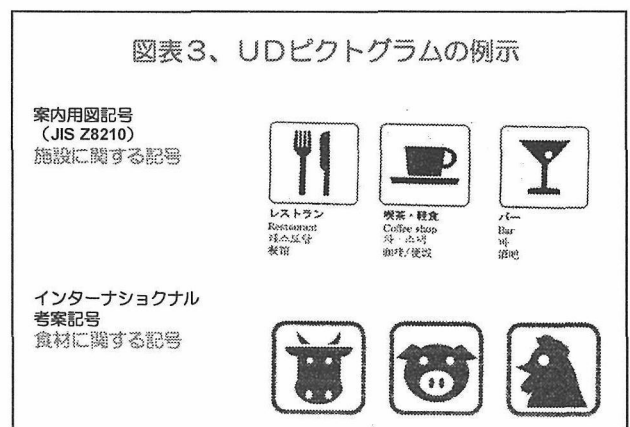 図表３、ＵＤピクトグラムの例示
案内用図記号
（JIS Z8210）
施設に関する記号
レストラン
Restaurant
喫茶・軽食
Coffee shop
バー
Bar
바
酒吧
インターナショクナル
考案記号
食材に関する記号